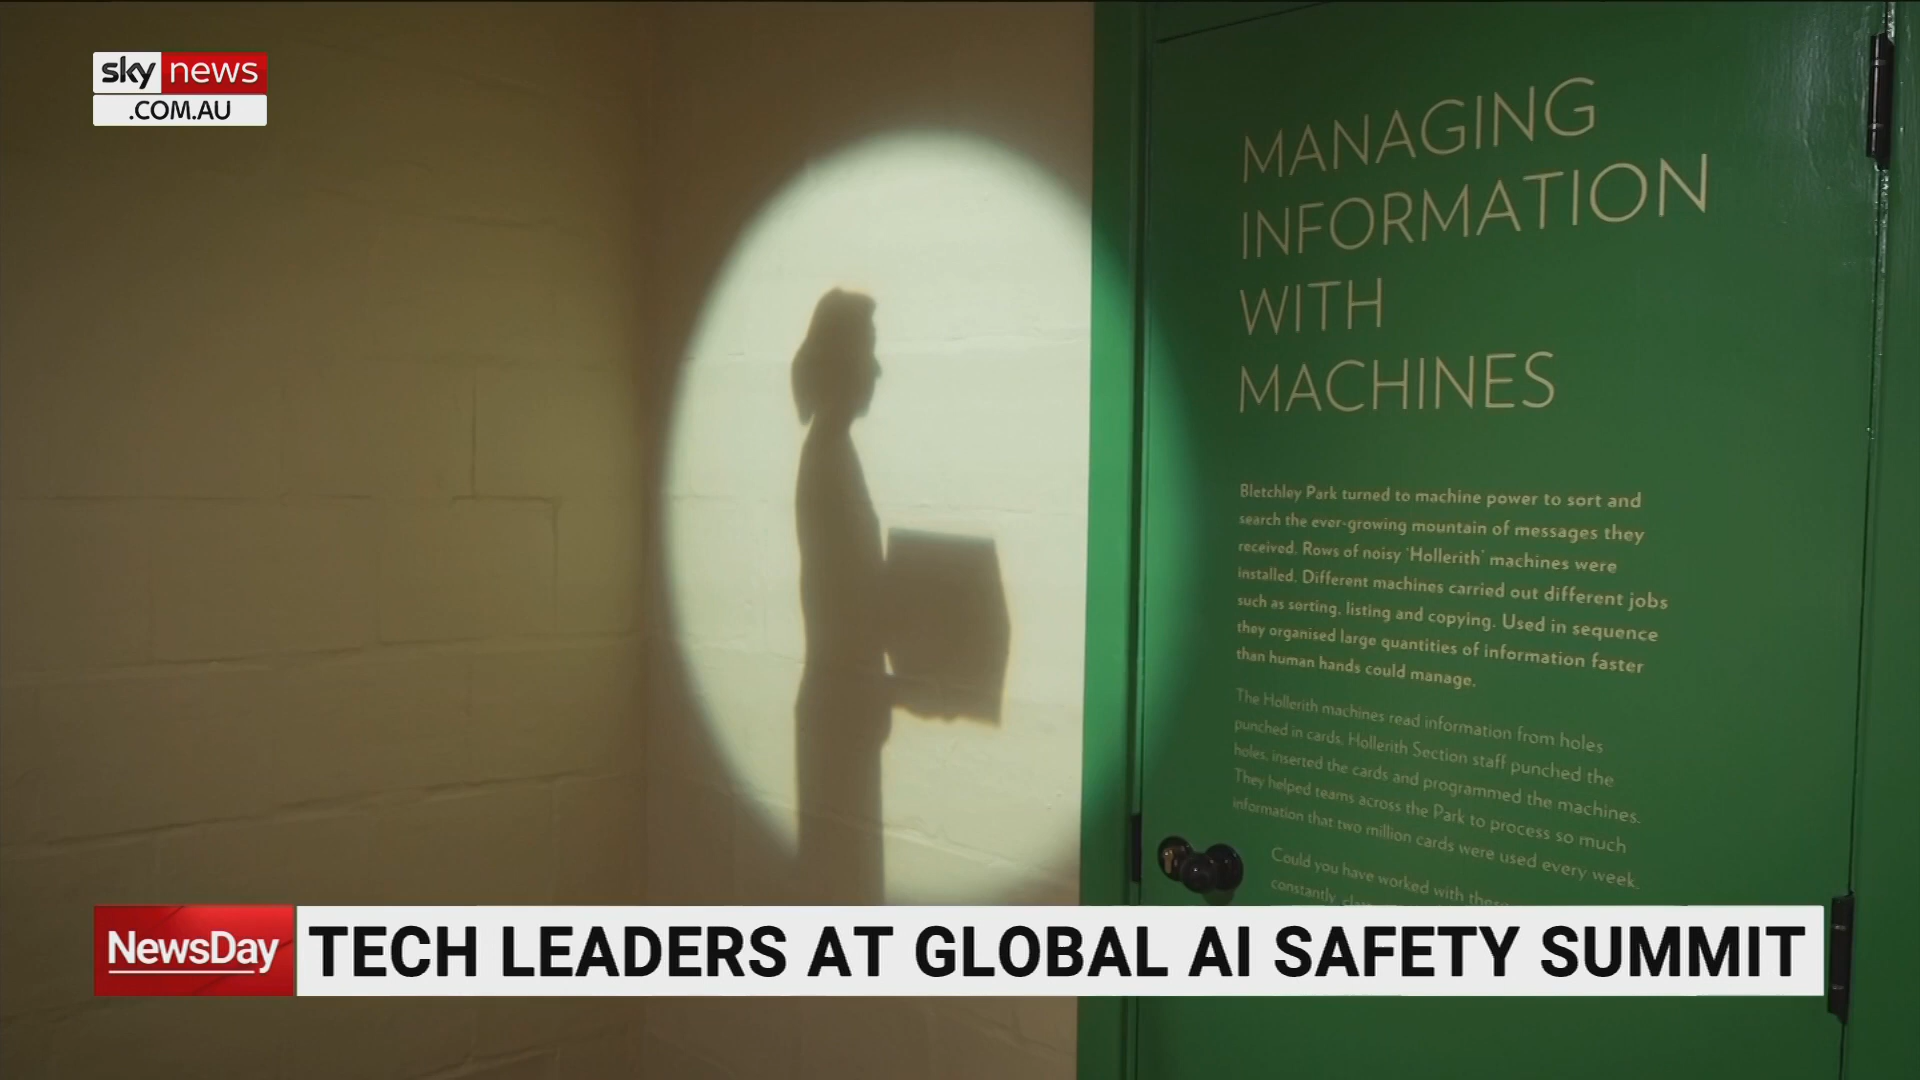 sky news
.COM.AU
MANAGING
INFORMATION
WITH
MACHINES
Bletchley Park turned to machine power to sort and
search the ever-growing mountain of messages they
received. Rows of noisy 'Hollerith' machines were
installed. Different machines carried out different jobs
such as sorting, listing and copying. Used in sequence
they organised large quantities of information faster
than human hands could manage.
The Hollerith machines read information from holes
punched in cards. Hollerith Section staff punched the
holes, inserted the cards and programmed the machines.
They helped teams across the Park to process so much
information that two million cards were used every week.
Could you have worked with these
constantly
NewsDay
TECH LEADERS AT GLOBAL AI SAFETY SUMMIT